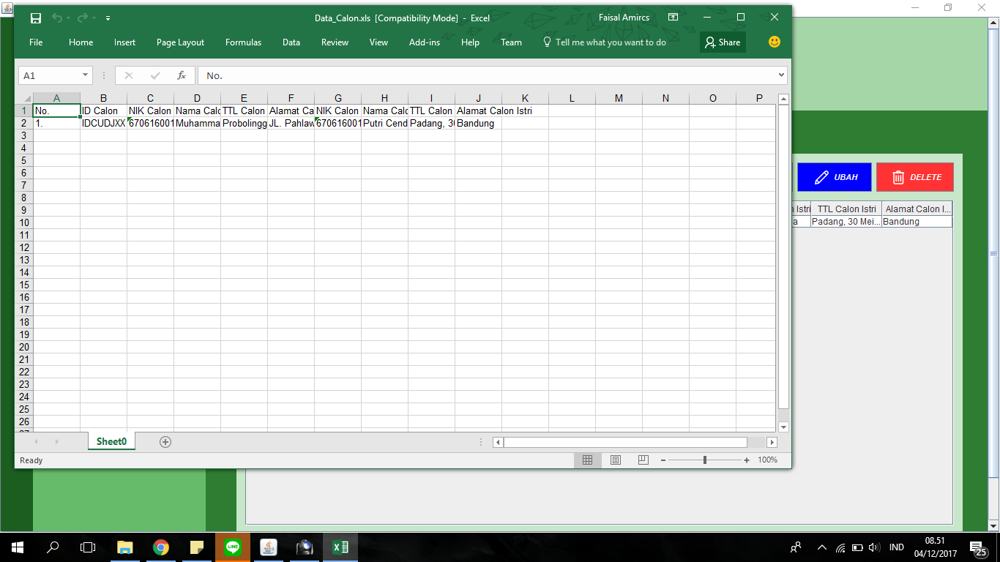 Data_Calon.xls [Compatibility Mode] - Excel
Faisal Amircs
File Home Insert Page Layout Formulas Data Review View Add-ins Help Team Tell me what you want to do Share
A1 fx No.
A B C D E F G H I J K L M N O P
1 No. ID Calon NIK Calon Nama Calo TTL Calon Alamat Ca NIK Calon Nama Calo TTL Calon Alamat Calon Istri
2 1. IDCUDJXX 670616001 Muhamma Probolingg JL. Pahlaw 670616001 Putri Cend Padang, 30 Bandung
3
4
5
6
7
8
9
10
11
12
13
14
15
16
17
18
19
20
21
22
23
24
25
26
27
UBAH DELETE
n Istri TTL Calon Istri Alamat Calon I...
a Padang, 30 Mei... Bandung
Sheet0
Ready
100%
LINE
IND
08.51
04/12/2017
25